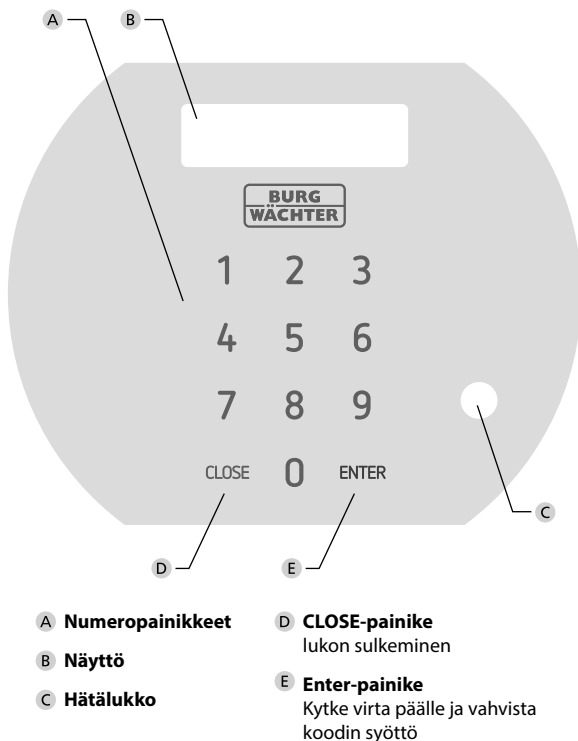 A
B
BURG
WÄCHTER
1 2 3
4 5 6
7 8 9
CLOSE 0 ENTER
C
D
E
A Numeropainikkeet
B Näyttö
C Hätälukko
D CLOSE-painike
lukon sulkeminen
E Enter-painike
Kytke virta päälle ja vahvista
koodin syöttö